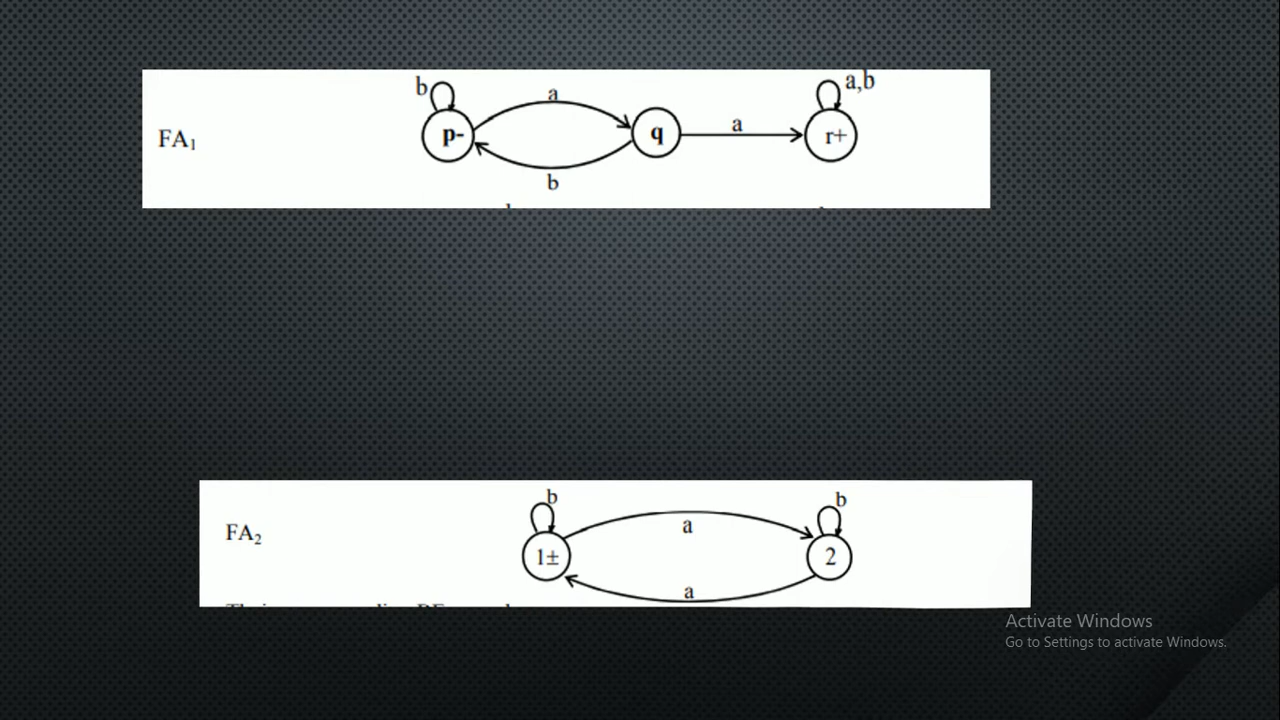 b
a
a,b
FA₁
p-
q
a
r+
b
b
b
FA₂
a
1±
2
a
Activate Windows
Go to Settings to activate Windows.